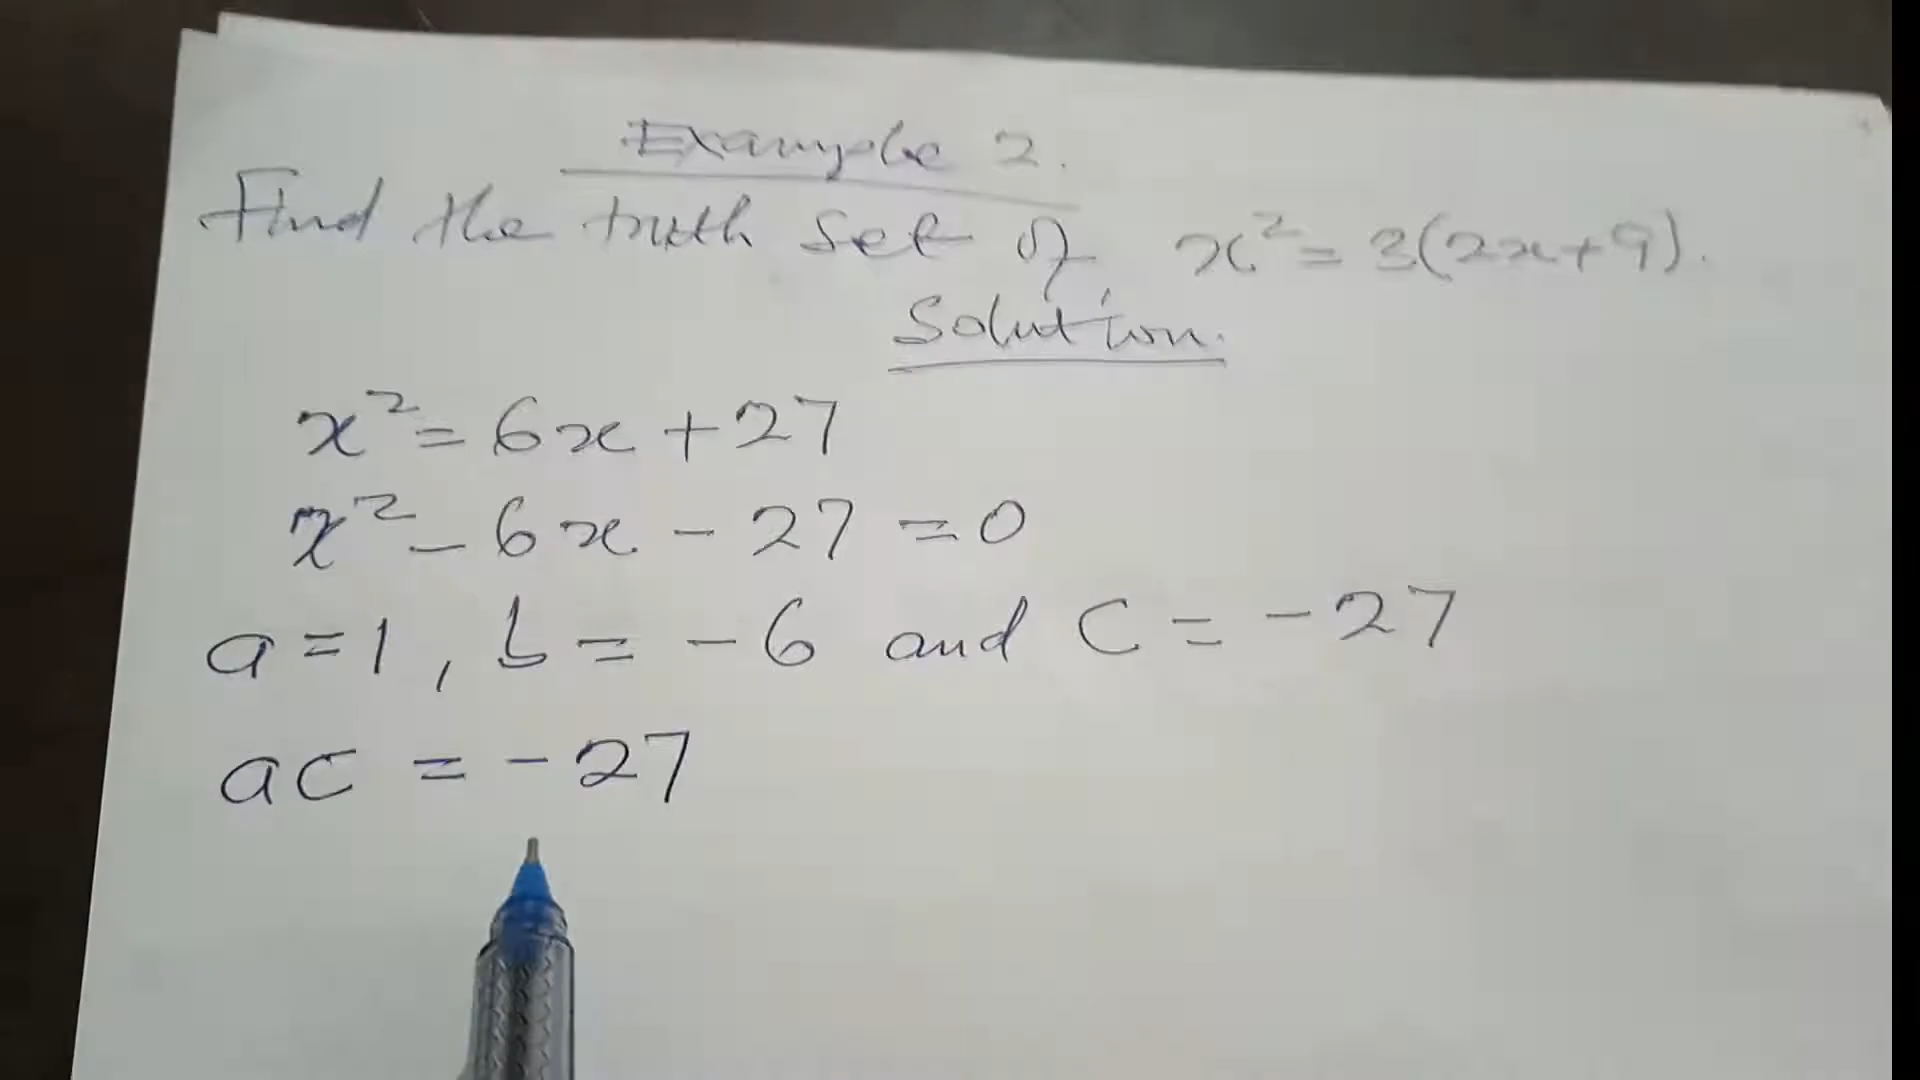 Example 2.
Find the truth set of x² = 3(2x+9).
Solution.
x² = 6x + 27
x² - 6x - 27 = 0
a = 1, b = - 6 and C = - 27
ac = - 27